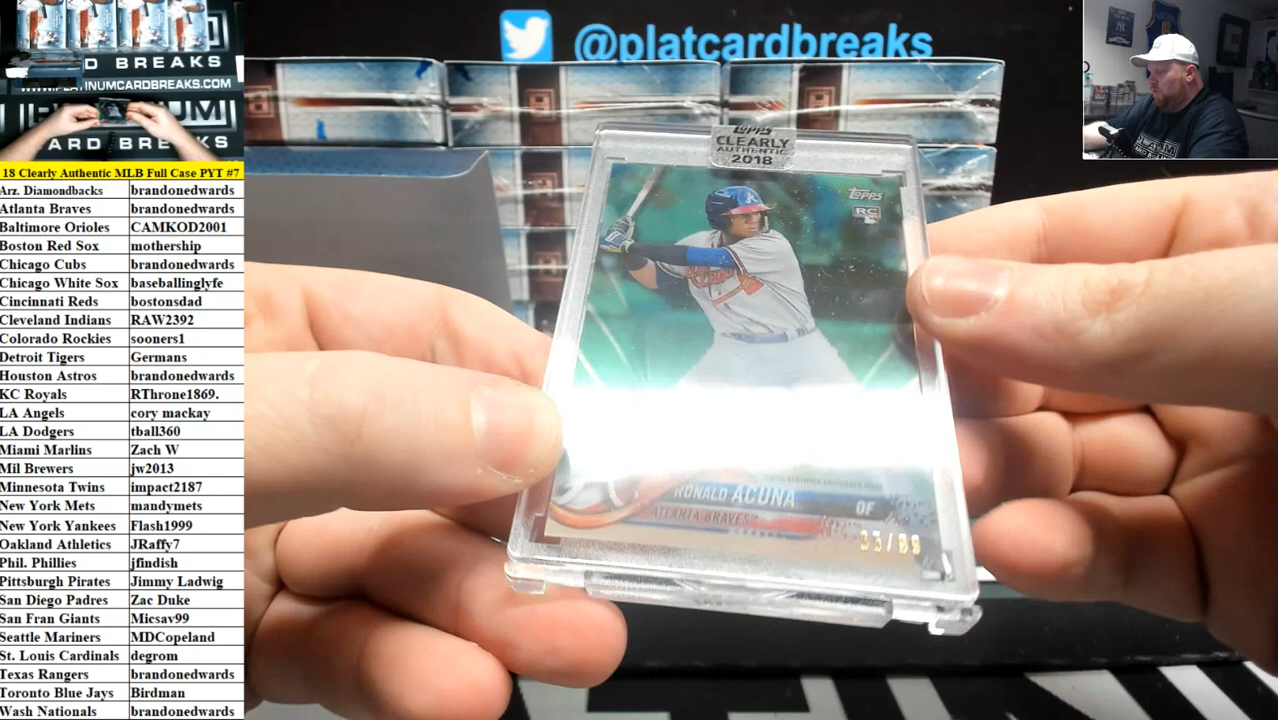 @platcardbreaks
D BREAKS
WWW.PLATINUMCARDBREAKS.COM
ARD BREAKS
18 Clearly Authentic MLB Full Case PYT #7
Arz. Diamondbacks brandonedwards
Atlanta Braves brandonedwards
Baltimore Orioles CAMKOD2001
Boston Red Sox mothership
Chicago Cubs brandonedwards
Chicago White Sox baseballinglyfe
Cincinnati Reds bostonsdad
Cleveland Indians RAW2392
Colorado Rockies sooners1
Detroit Tigers Germans
Houston Astros brandonedwards
KC Royals RThrone1869.
LA Angels cory mackay
LA Dodgers tball360
Miami Marlins Zach W
Mil Brewers jw2013
Minnesota Twins impact2187
New York Mets mandymets
New York Yankees Flash1999
Oakland Athletics JRaffy7
Phil. Phillies jfindish
Pittsburgh Pirates Jimmy Ladwig
San Diego Padres Zac Duke
San Fran Giants Micsav99
Seattle Mariners MDCopeland
St. Louis Cardinals degrom
Texas Rangers brandonedwards
Toronto Blue Jays Birdman
Wash Nationals brandonedwards
Topps
CLEARLY
AUTHENTIC
2018
Topps
RC
RONALD ACUNA
OF
ATLANTA BRAVES